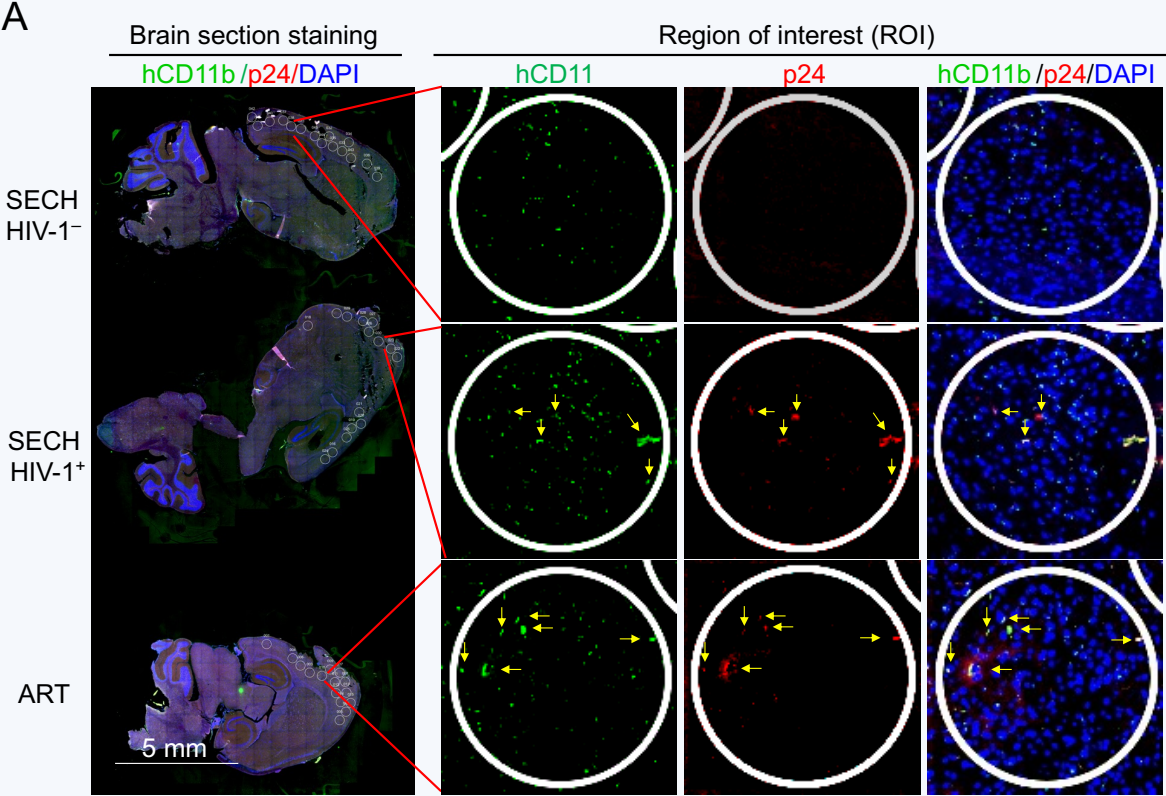 A
Brain section staining
Region of interest (ROI)
hCD11b /p24/DAPI
hCD11
p24
hCD11b /p24/DAPI
SECH
HIV-1–
SECH
HIV-1+
ART
5 mm